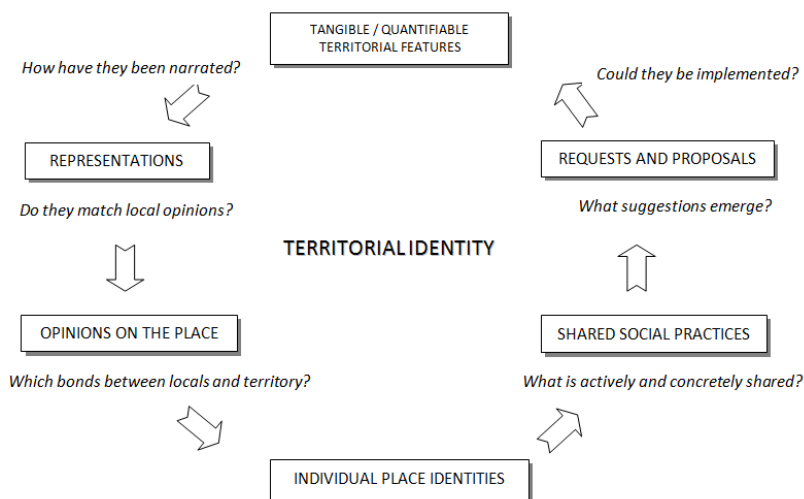 TANGIBLE / QUANTIFIABLE
TERRITORIAL FEATURES
How have they been narrated?
Could they be implemented?
REPRESENTATIONS
REQUESTS AND PROPOSALS
Do they match local opinions?
What suggestions emerge?
TERRITORIAL IDENTITY
OPINIONS ON THE PLACE
SHARED SOCIAL PRACTICES
Which bonds between locals and territory?
What is actively and concretely shared?
INDIVIDUAL PLACE IDENTITIES